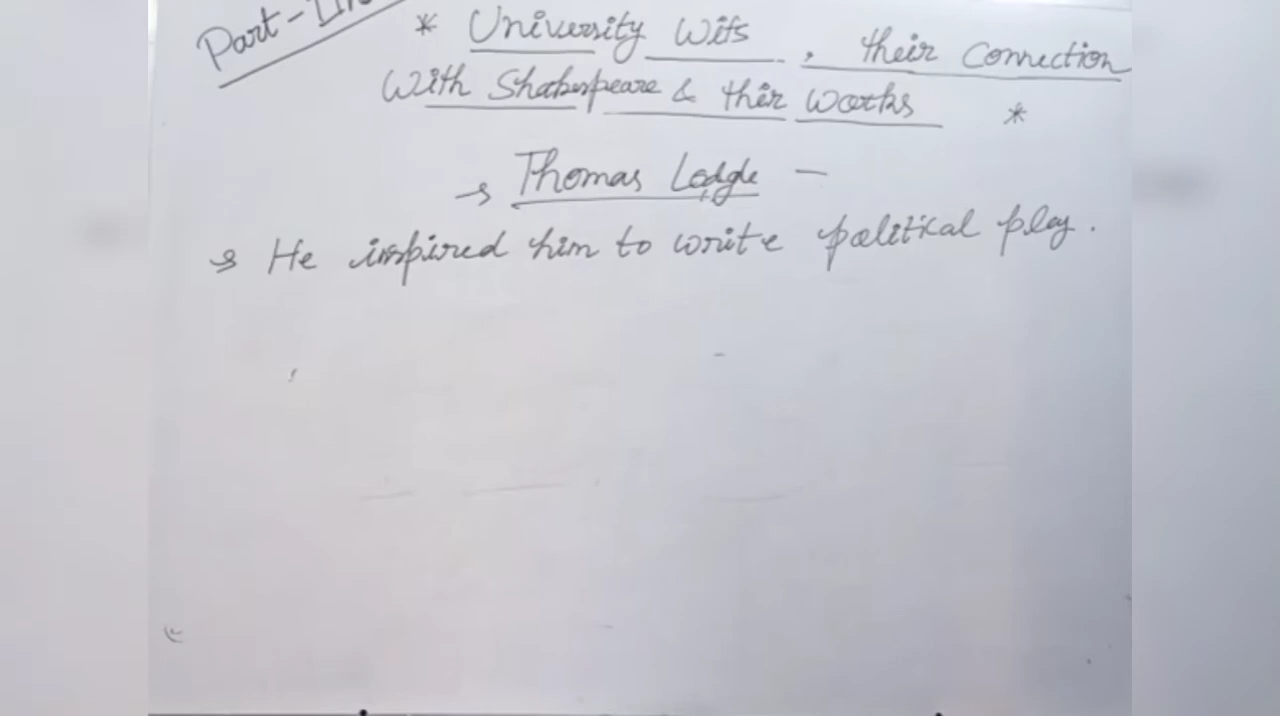 Part-
* University Wits, their Connection
With Shakespeare & their Works *
→ Thomas Lodge –
→ He inspired him to write political play.